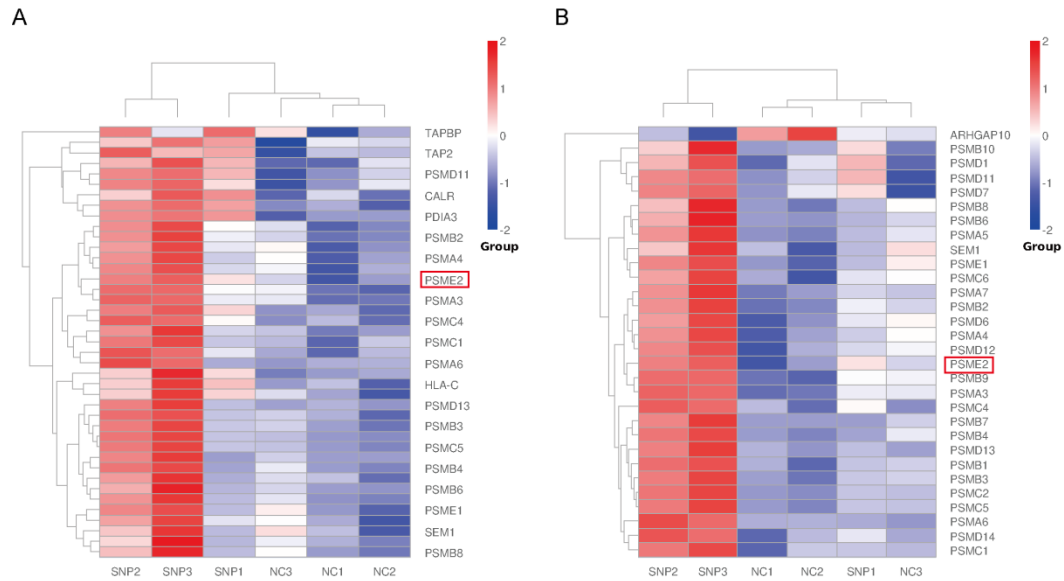 A
2
1
0
-1
-2
Group
TAPBP
TAP2
PSMD11
CALR
PDIA3
PSMB2
PSMA4
PSME2
PSMA3
PSMC4
PSMC1
PSMA6
HLA-C
PSMD13
PSMB3
PSMC5
PSMB4
PSMB6
PSME1
SEM1
PSMB8
SNP2 SNP3 SNP1 NC3 NC1 NC2
B
2
1
0
-1
-2
Group
ARHGAP10
PSMB10
PSMD1
PSMD11
PSMD7
PSMB8
PSMB6
PSMA5
SEM1
PSME1
PSMC6
PSMA7
PSMB2
PSMD6
PSMA4
PSMD12
PSME2
PSMB9
PSMA3
PSMC4
PSMB7
PSMB4
PSMD13
PSMB1
PSMB3
PSMC2
PSMC5
PSMA6
PSMD14
PSMC1
SNP2 SNP3 NC1 NC2 SNP1 NC3